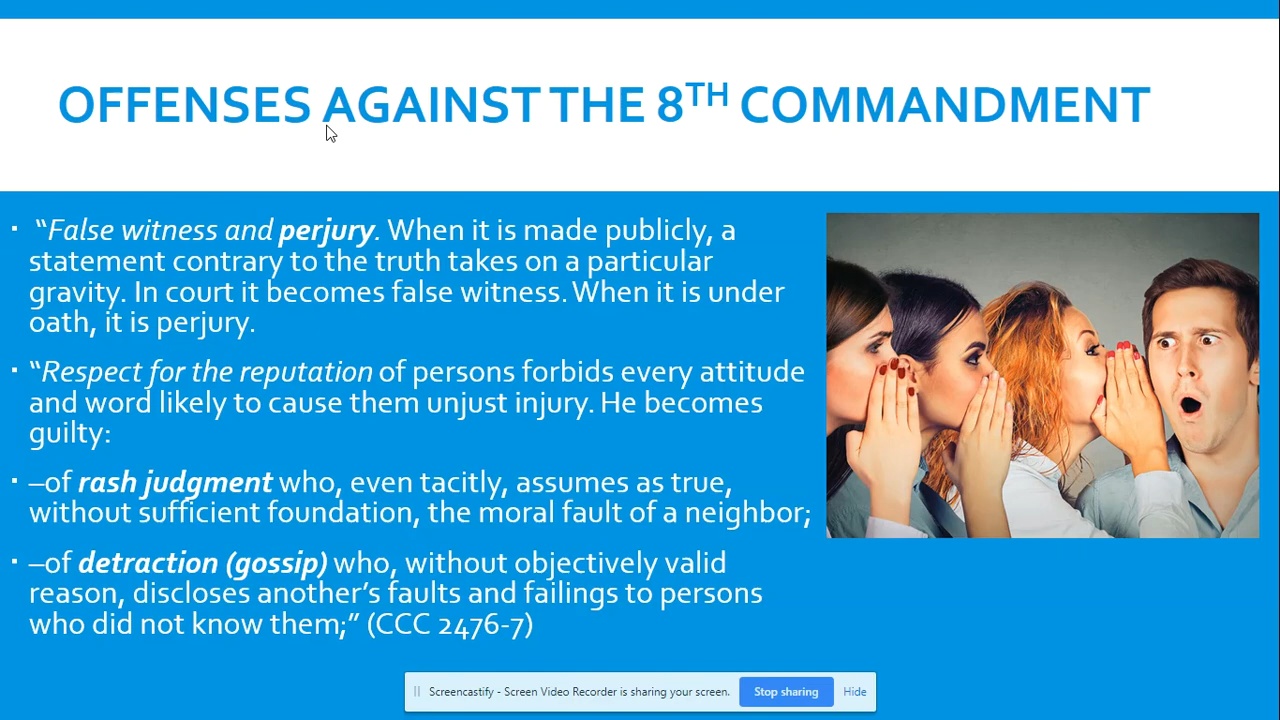 OFFENSES AGAINST THE 8TH COMMANDMENT
▪ “False witness and perjury. When it is made publicly, a
statement contrary to the truth takes on a particular
gravity. In court it becomes false witness. When it is under
oath, it is perjury.
▪ “Respect for the reputation of persons forbids every attitude
and word likely to cause them unjust injury. He becomes
guilty:
▪ –of rash judgment who, even tacitly, assumes as true,
without sufficient foundation, the moral fault of a neighbor;
▪ –of detraction (gossip) who, without objectively valid
reason, discloses another’s faults and failings to persons
who did not know them;” (CCC 2476-7)
Screencastify - Screen Video Recorder is sharing your screen. Stop sharing Hide